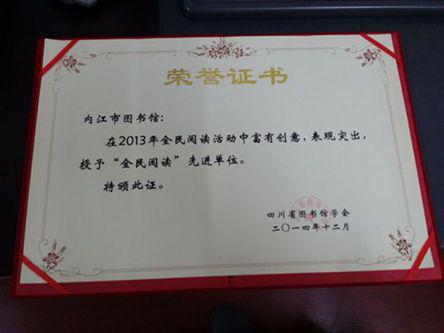 荣誉证书
内江市图书馆：
在2013年全民阅读活动中富有创意，表现突出，
授予“全民阅读”先进单位。
特颁此证。
四川省图书馆学会
二〇一四年十二月